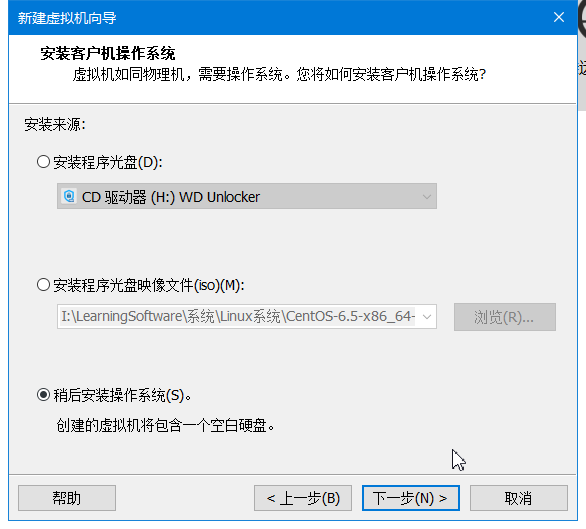 新建虚拟机向导
安装客户机操作系统
虚拟机如同物理机，需要操作系统。您将如何安装客户机操作系统?
安装来源:
安装程序光盘(D):
CD 驱动器 (H:) WD Unlocker
安装程序光盘映像文件(iso)(M):
I:\LearningSoftware\系统\Linux系统\CentOS-6.5-x86_64-
浏览(R)...
稍后安装操作系统(S)。
创建的虚拟机将包含一个空白硬盘。
帮助
< 上一步(B)
下一步(N) >
取消